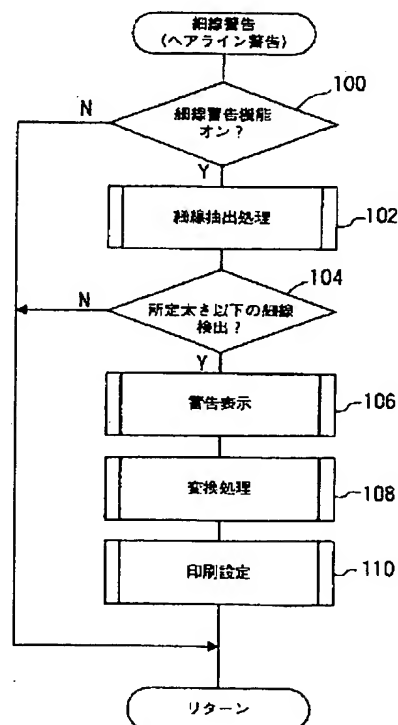 細線警告
(ヘアライン警告)
100
N
細線警告機能
オン？
Y
細線抽出処理
102
104
N
所定太さ以下の細線
検出？
Y
警告表示
106
変換処理
108
印刷設定
110
リターン